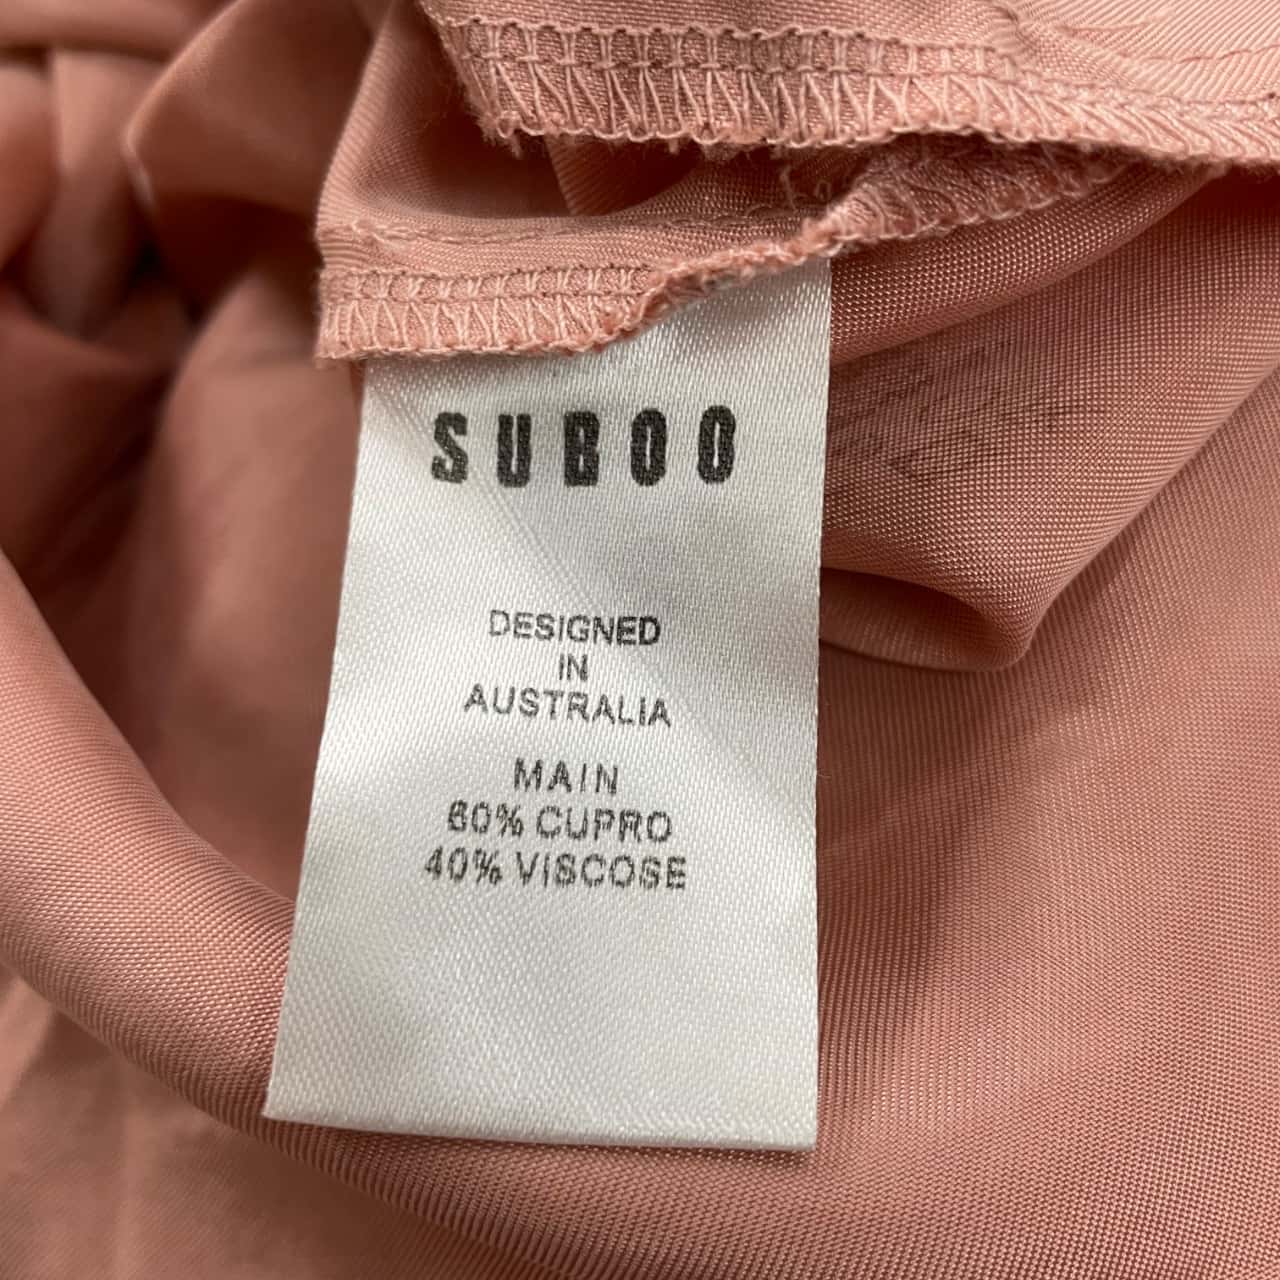 SUBOO
DESIGNED
IN
AUSTRALIA
MAIN
60% CUPRO
40% VISCOSE